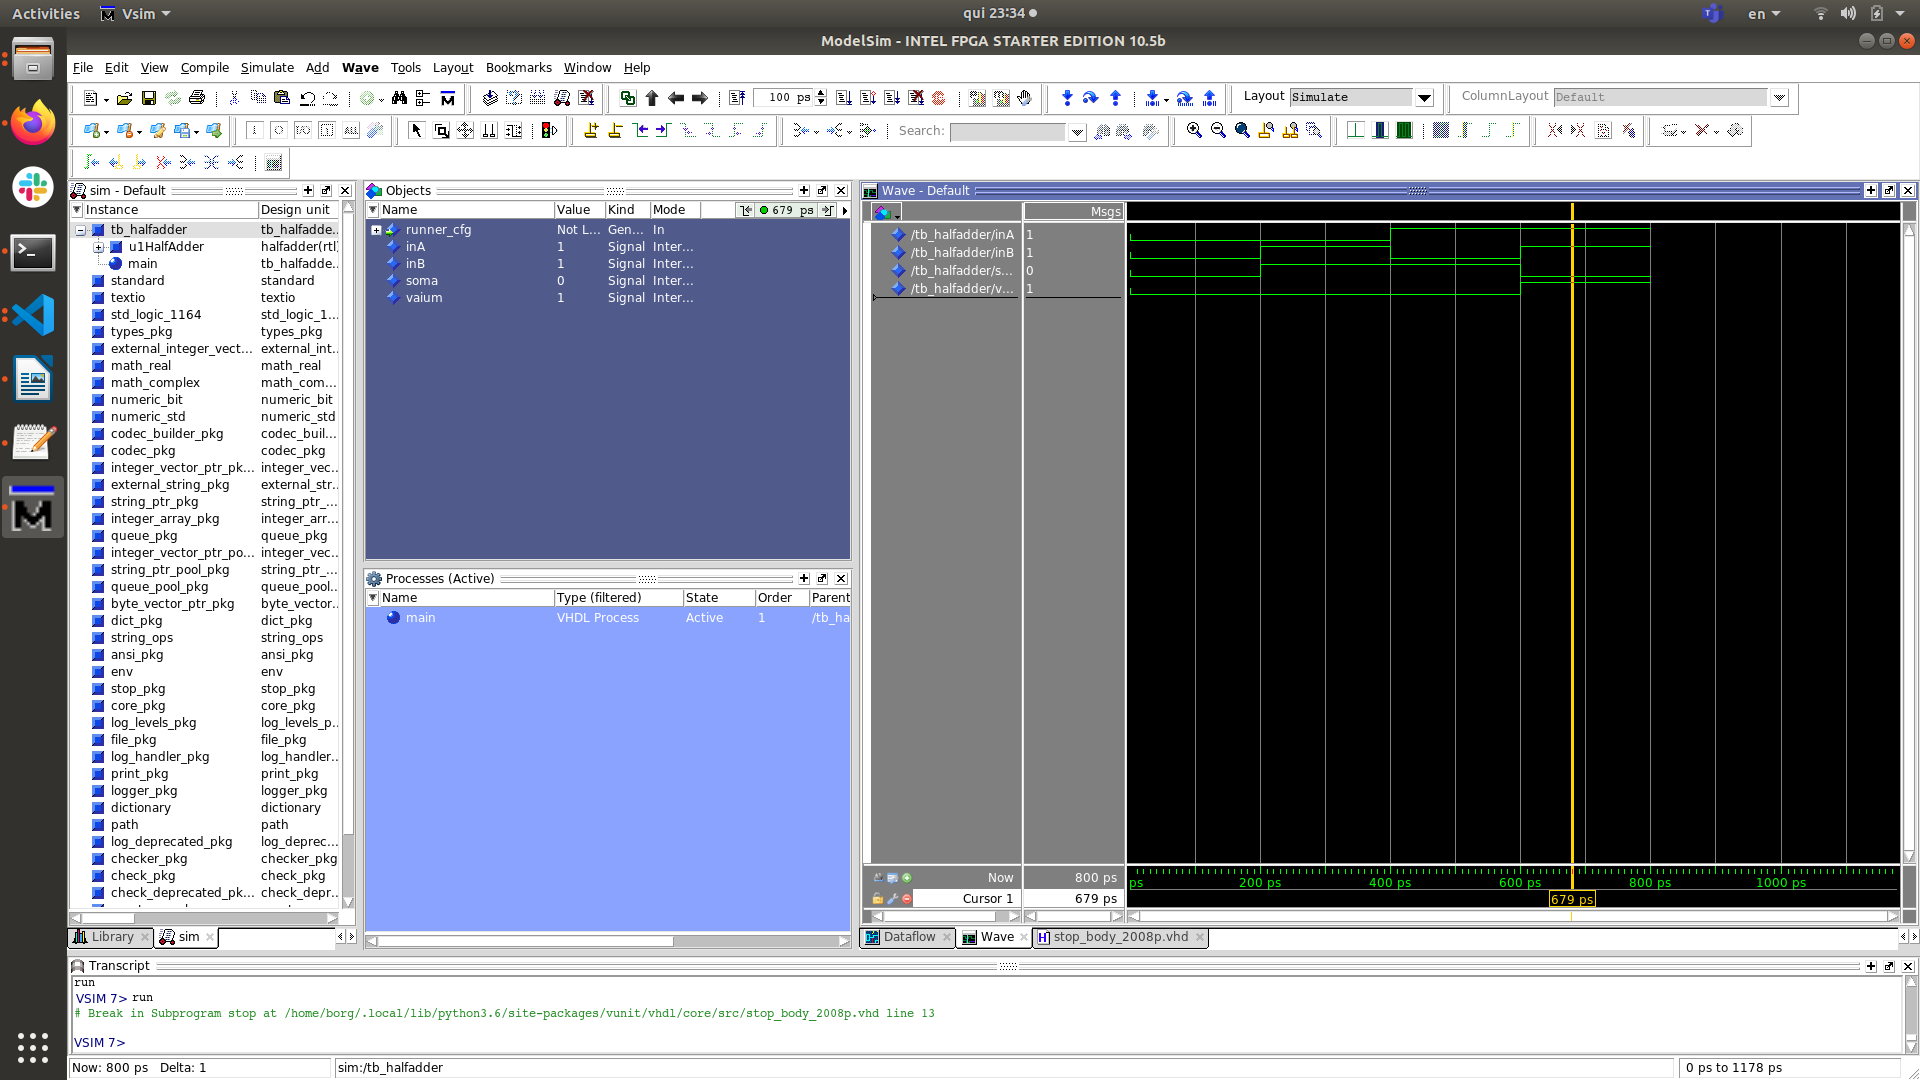 Activities Vsim qui 23:34 en
ModelSim - INTEL FPGA STARTER EDITION 10.5b
File Edit View Compile Simulate Add Wave Tools Layout Bookmarks Window Help
100 ps Layout Simulate ColumnLayout Default
Search:
sim - Default
Instance Design unit
tb_halfadder tb_halfadde..
u1HalfAdder halfadder(rtl)
main tb_halfadde..
standard standard
textio textio
std_logic_1164 std_logic_1...
types_pkg types_pkg
external_integer_vect... external_int..
math_real math_real
math_complex math_com...
numeric_bit numeric_bit
numeric_std numeric_std
codec_builder_pkg codec_buil...
codec_pkg codec_pkg
integer_vector_ptr_pk... integer_vec..
external_string_pkg external_str..
string_ptr_pkg string_ptr_...
integer_array_pkg integer_arr...
queue_pkg queue_pkg
integer_vector_ptr_po... integer_vec..
string_ptr_pool_pkg string_ptr_...
queue_pool_pkg queue_pool..
byte_vector_ptr_pkg byte_vector..
dict_pkg dict_pkg
string_ops string_ops
ansi_pkg ansi_pkg
env env
stop_pkg stop_pkg
core_pkg core_pkg
log_levels_pkg log_levels_p..
file_pkg file_pkg
log_handler_pkg log_handler..
print_pkg print_pkg
logger_pkg logger_pkg
dictionary dictionary
path path
log_deprecated_pkg log_deprec...
checker_pkg checker_pkg
check_pkg check_pkg
check_deprecated_pk... check_depr...
Library sim
Objects
Name Value Kind Mode 679 ps
runner_cfg Not L... Gen... In
inA 1 Signal Inter...
inB 1 Signal Inter...
soma 0 Signal Inter...
vaium 1 Signal Inter...
Processes (Active)
Name Type (filtered) State Order Parent
main VHDL Process Active 1 /tb_ha
Wave - Default
Msgs
/tb_halfadder/inA 1
/tb_halfadder/inB 1
/tb_halfadder/s... 0
/tb_halfadder/v... 1
Now 800 ps
ps 200 ps 400 ps 600 ps 800 ps 1000 ps
Cursor 1 679 ps
679 ps
Dataflow Wave stop_body_2008p.vhd
Transcript
run
VSIM 7> run
# Break in Subprogram stop at /home/borg/.local/lib/python3.6/site-packages/vunit/vhdl/core/src/stop_body_2008p.vhd line 13
VSIM 7>
Now: 800 ps Delta: 1 sim:/tb_halfadder 0 ps to 1178 ps